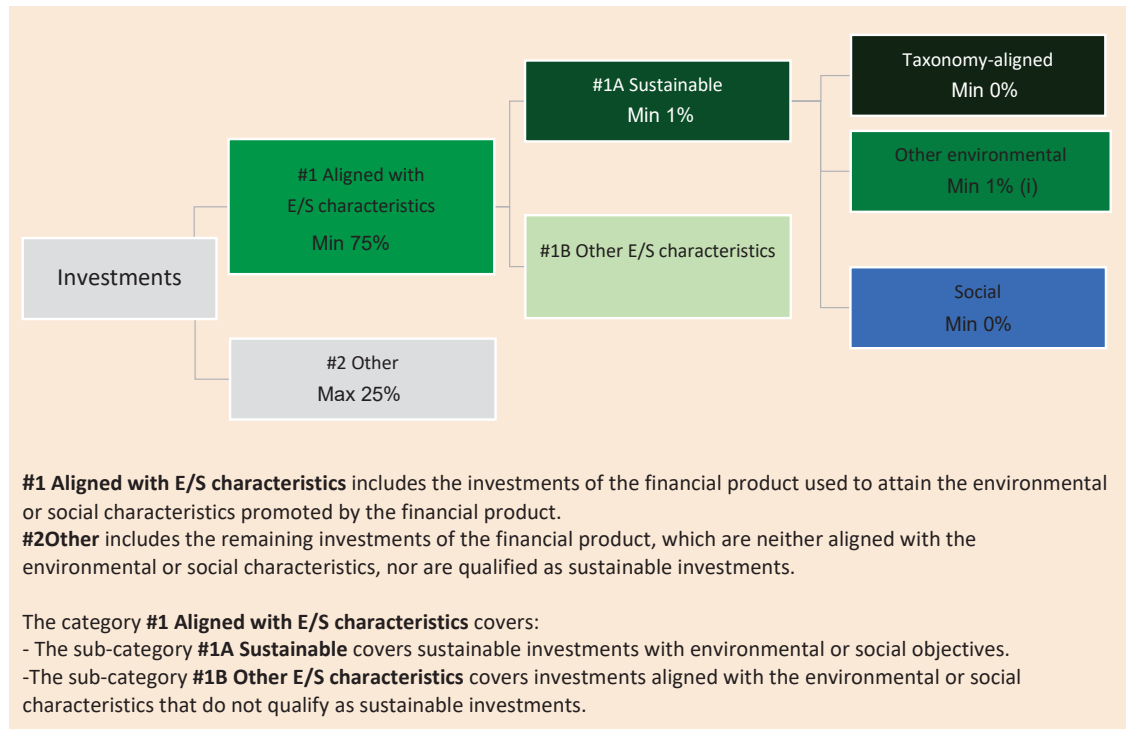 Investments
#1 Aligned with
E/S characteristics
Min 75%
#2 Other
Max 25%
#1A Sustainable
Min 1%
#1B Other E/S characteristics
Taxonomy-aligned
Min 0%
Other environmental
Min 1% (i)
Social
Min 0%
#1 Aligned with E/S characteristics includes the investments of the financial product used to attain the environmental
or social characteristics promoted by the financial product.
#2Other includes the remaining investments of the financial product, which are neither aligned with the
environmental or social characteristics, nor are qualified as sustainable investments.
The category #1 Aligned with E/S characteristics covers:
- The sub-category #1A Sustainable covers sustainable investments with environmental or social objectives.
-The sub-category #1B Other E/S characteristics covers investments aligned with the environmental or social
characteristics that do not qualify as sustainable investments.